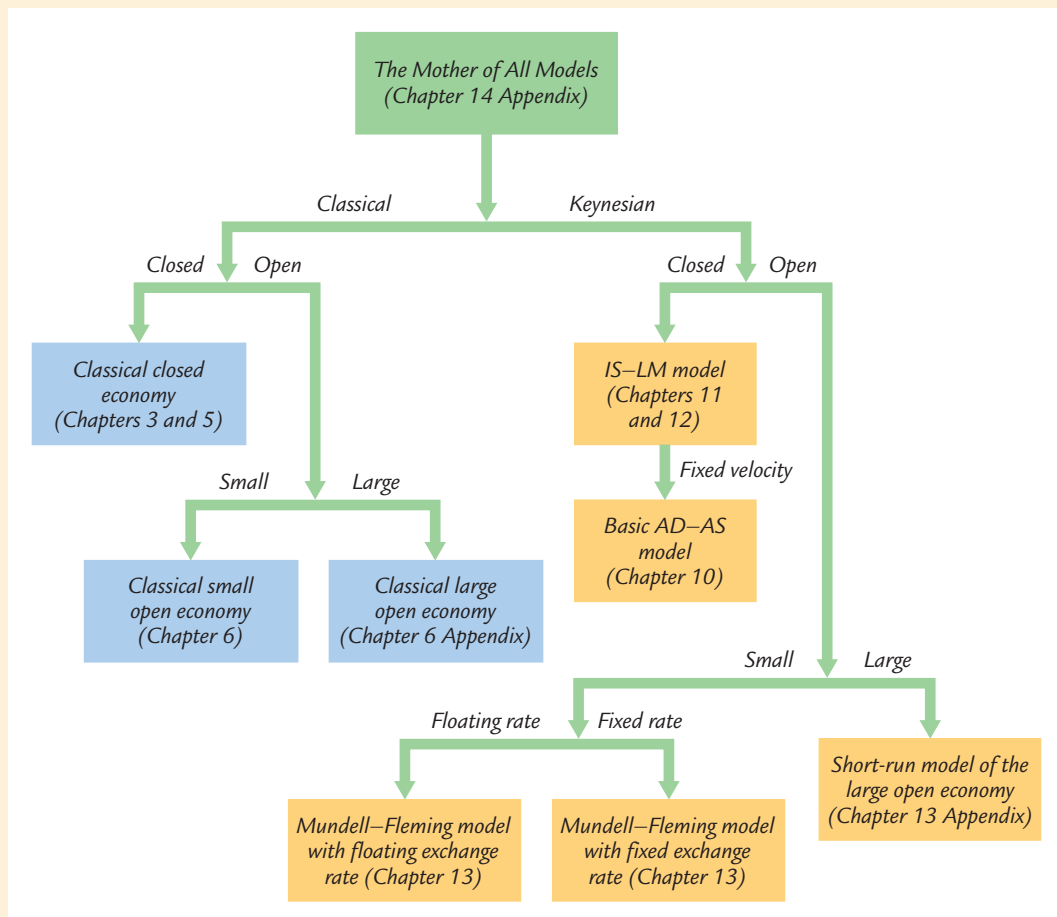 The Mother of All Models
(Chapter 14 Appendix)
Classical
Keynesian
Closed
Open
Closed
Open
Classical closed
economy
(Chapters 3 and 5)
IS–LM model
(Chapters 11
and 12)
Fixed velocity
Small
Large
Basic AD–AS
model
(Chapter 10)
Classical small
open economy
(Chapter 6)
Classical large
open economy
(Chapter 6 Appendix)
Small
Large
Floating rate
Fixed rate
Short-run model of the
large open economy
(Chapter 13 Appendix)
Mundell–Fleming model
with floating exchange
rate (Chapter 13)
Mundell–Fleming model
with fixed exchange
rate (Chapter 13)